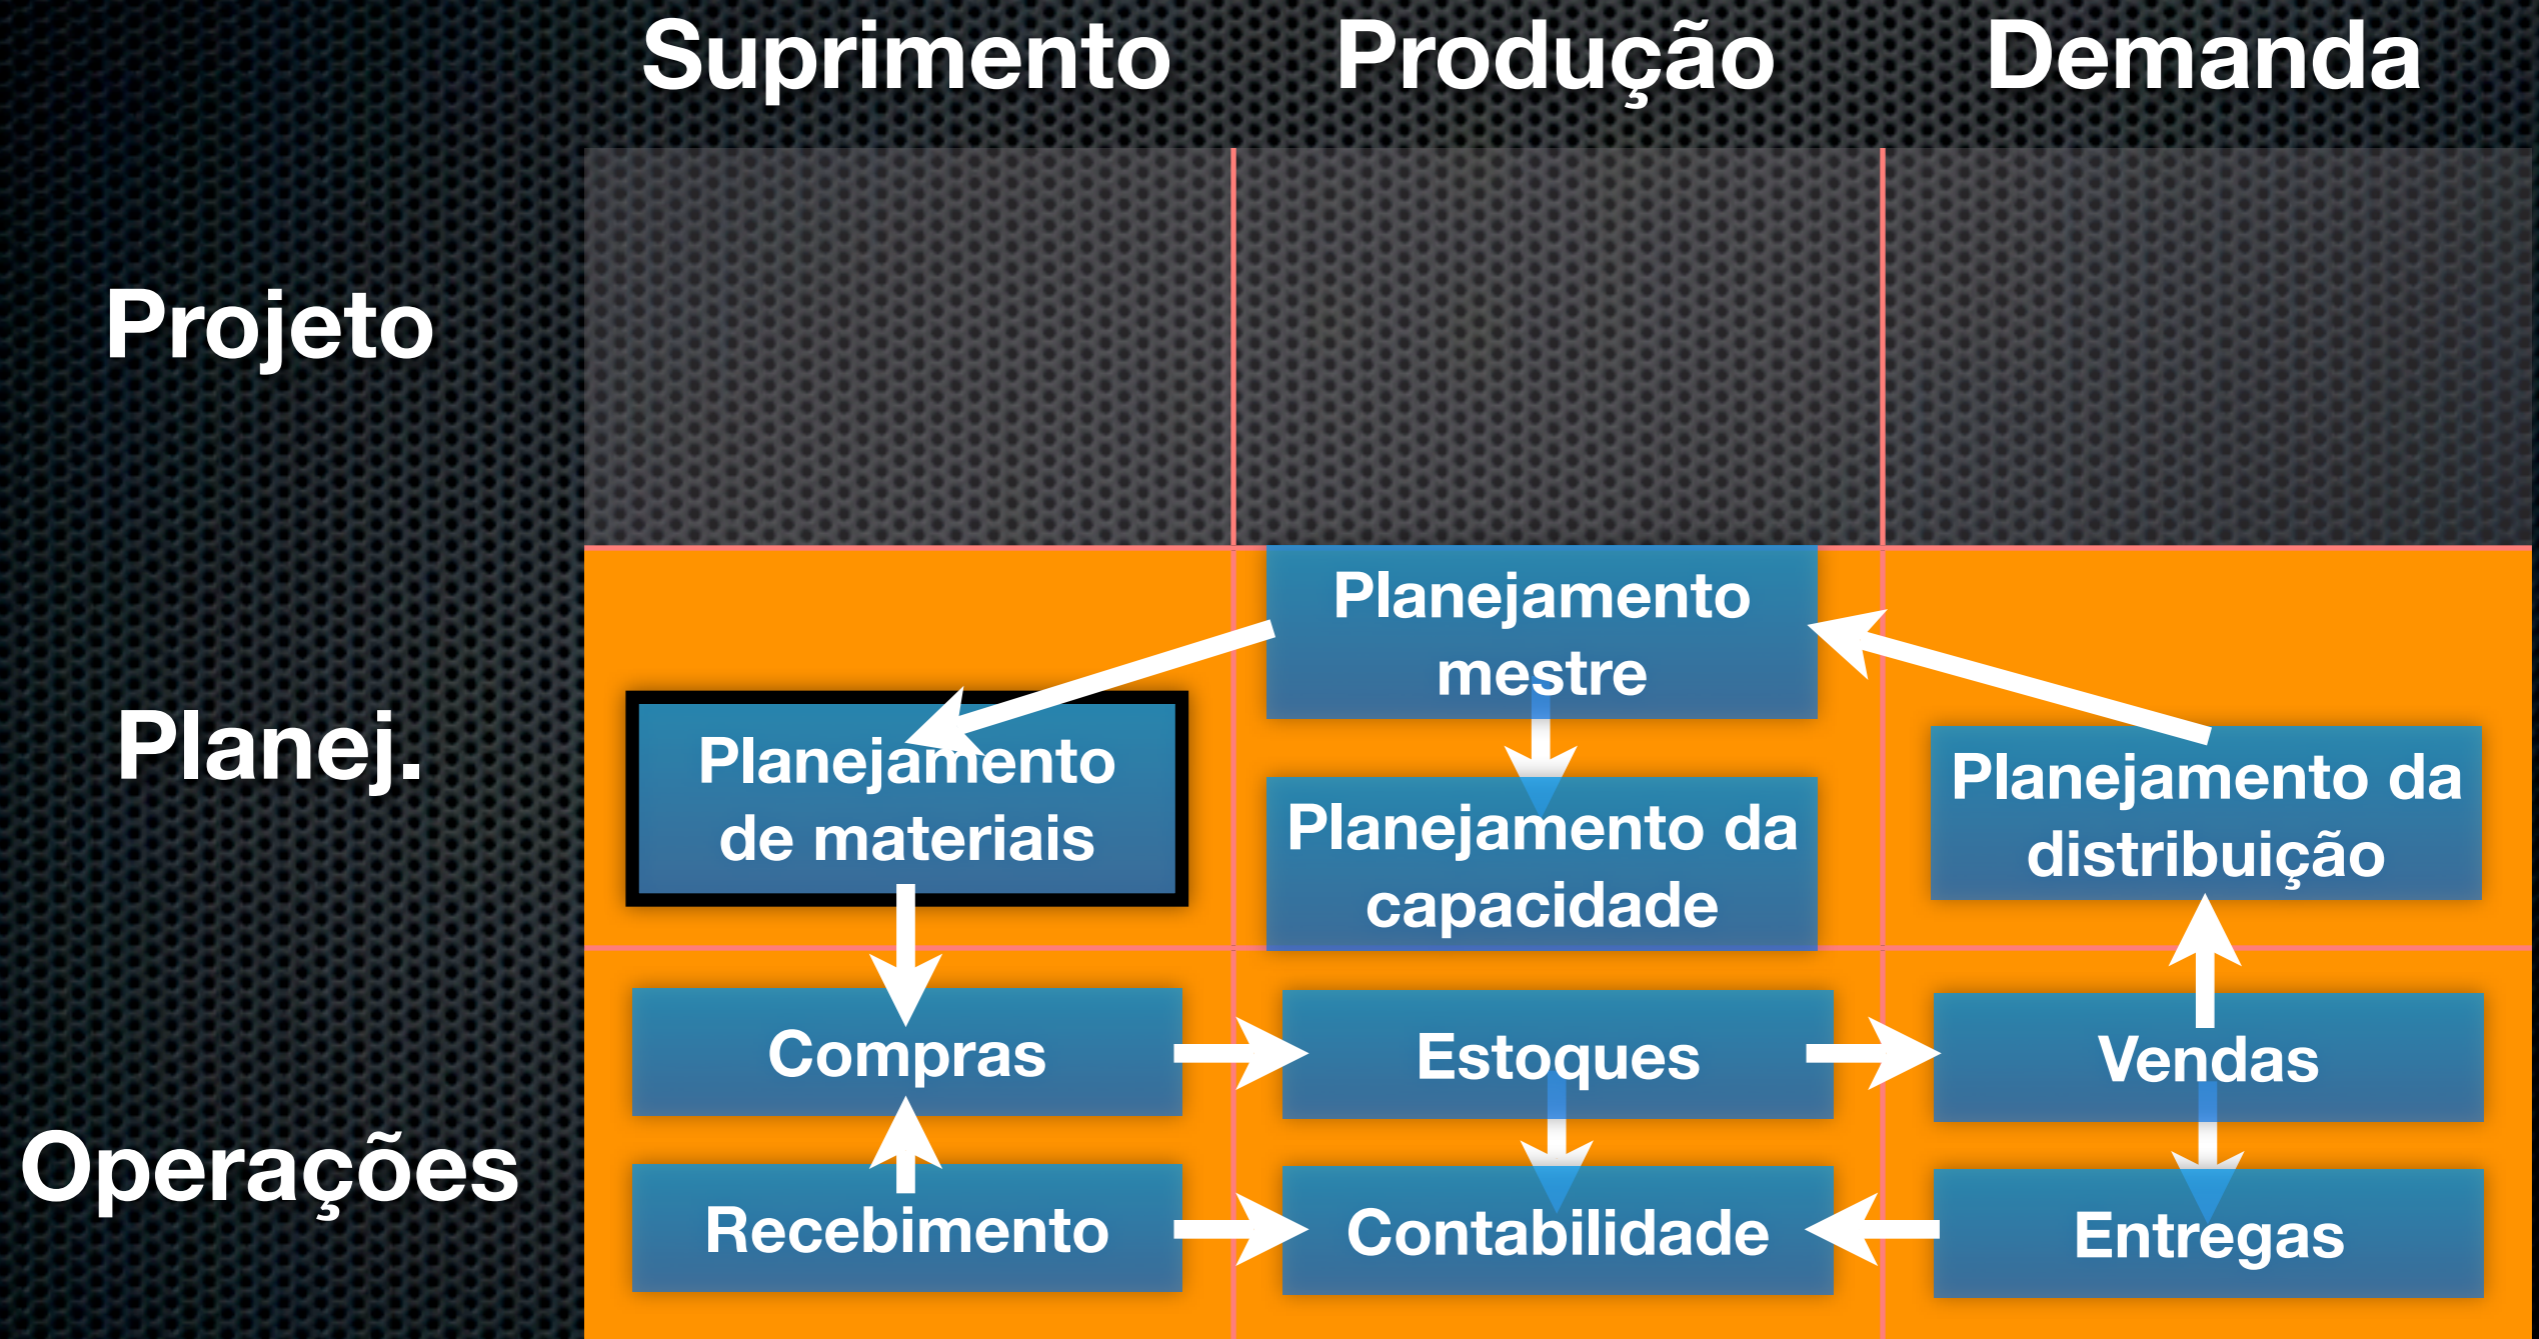 Suprimento
Produção
Demanda
Projeto
Planej.
Operações
Planejamento
mestre
Planejamento
de materiais
Planejamento da
capacidade
Planejamento da
distribuição
Compras
Estoques
Vendas
Recebimento
Contabilidade
Entregas